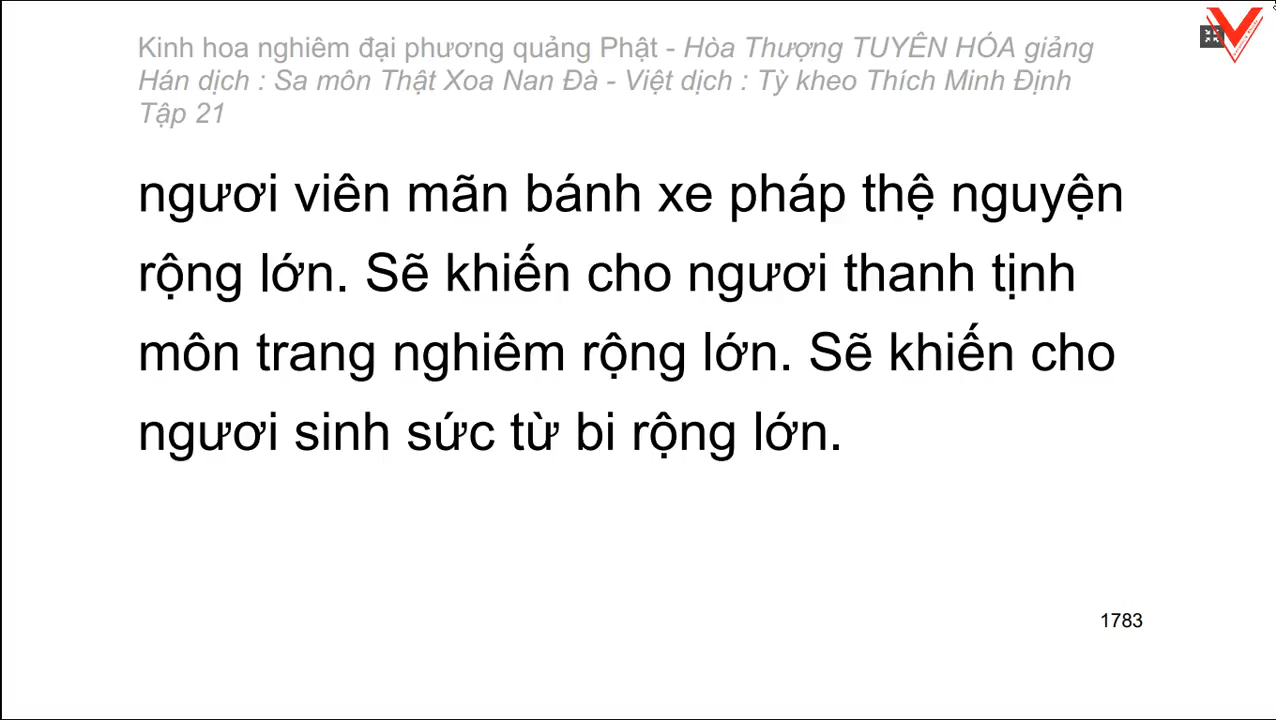 Kinh hoa nghiêm đại phương quảng Phật - Hòa Thượng TUYÊN HÓA giảng
Hán dịch : Sa môn Thật Xoa Nan Đà - Việt dịch : Tỳ kheo Thích Minh Định
Tập 21
ngươi viên mãn bánh xe pháp thệ nguyện
rộng lớn. Sẽ khiến cho ngươi thanh tịnh
môn trang nghiêm rộng lớn. Sẽ khiến cho
ngươi sinh sức từ bi rộng lớn.
1783